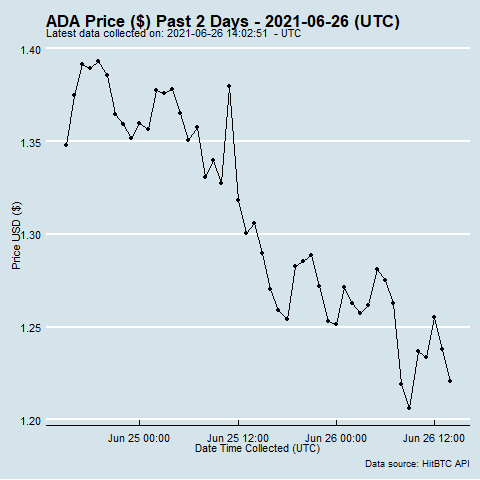 ADA Price ($) Past 2 Days - 2021-06-26 (UTC)
Latest data collected on: 2021-06-26 14:02:51 - UTC
1.40
1.35
1.30
1.25
1.20
Price USD ($)
Jun 25 00:00 Jun 25 12:00 Jun 26 00:00 Jun 26 12:00
Date Time Collected (UTC)
Data source: HitBTC API